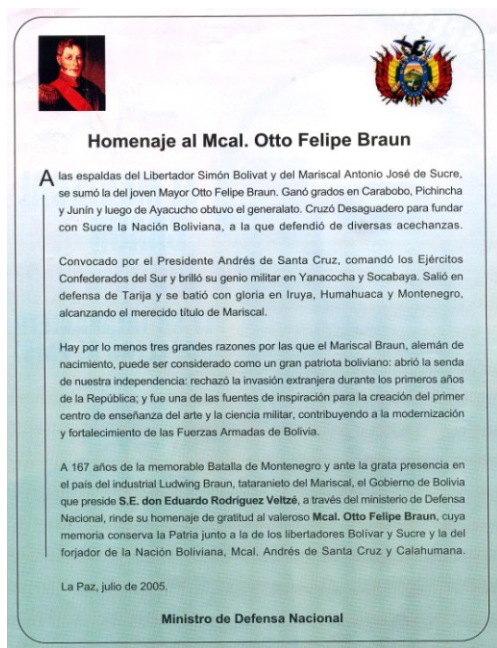 Homenaje al Mcal. Otto Felipe Braun
A las espaldas del Libertador Simón Bolivat y del Mariscal Antonio José de Sucre,
se sumó la del joven Mayor Otto Felipe Braun. Ganó grados en Carabobo, Pichincha
y Junín y luego de Ayacucho obtuvo el generalato. Cruzó Desaguadero para fundar
con Sucre la Nación Boliviana, a la que defendió de diversas acechanzas.
Convocado por el Presidente Andrés de Santa Cruz, comandó los Ejércitos
Confederados del Sur y brilló su genio militar en Yanacocha y Socabaya. Salió en
defensa de Tarija y se batió con gloria en Iruya, Humahuaca y Montenegro,
alcanzando el merecido título de Mariscal.
Hay por lo menos tres grandes razones por las que el Mariscal Braun, alemán de
nacimiento, puede ser considerado como un gran patriota boliviano: abrió la senda
de nuestra independencia: rechazó la invasión extranjera durante los primeros años
de la República; y fue una de las fuentes de inspiración para la creación del primer
centro de enseñanza del arte y la ciencia militar, contribuyendo a la modernización
y fortalecimiento de las Fuerzas Armadas de Bolivia.
A 167 años de la memorable Batalla de Montenegro y ante la grata presencia en
el país del industrial Ludwing Braun, tataranieto del Mariscal, el Gobierno de Bolivia
que preside S.E. don Eduardo Rodríguez Veltzé, a través del ministerio de Defensa
Nacional, rinde su homenaje de gratitud al valeroso Mcal. Otto Felipe Braun, cuya
memoria conserva la Patria junto a la de los libertadores Bolívar y Sucre y la del
forjador de la Nación Boliviana, Mcal. Andrés de Santa Cruz y Calahumana.
La Paz, julio de 2005.
Ministro de Defensa Nacional